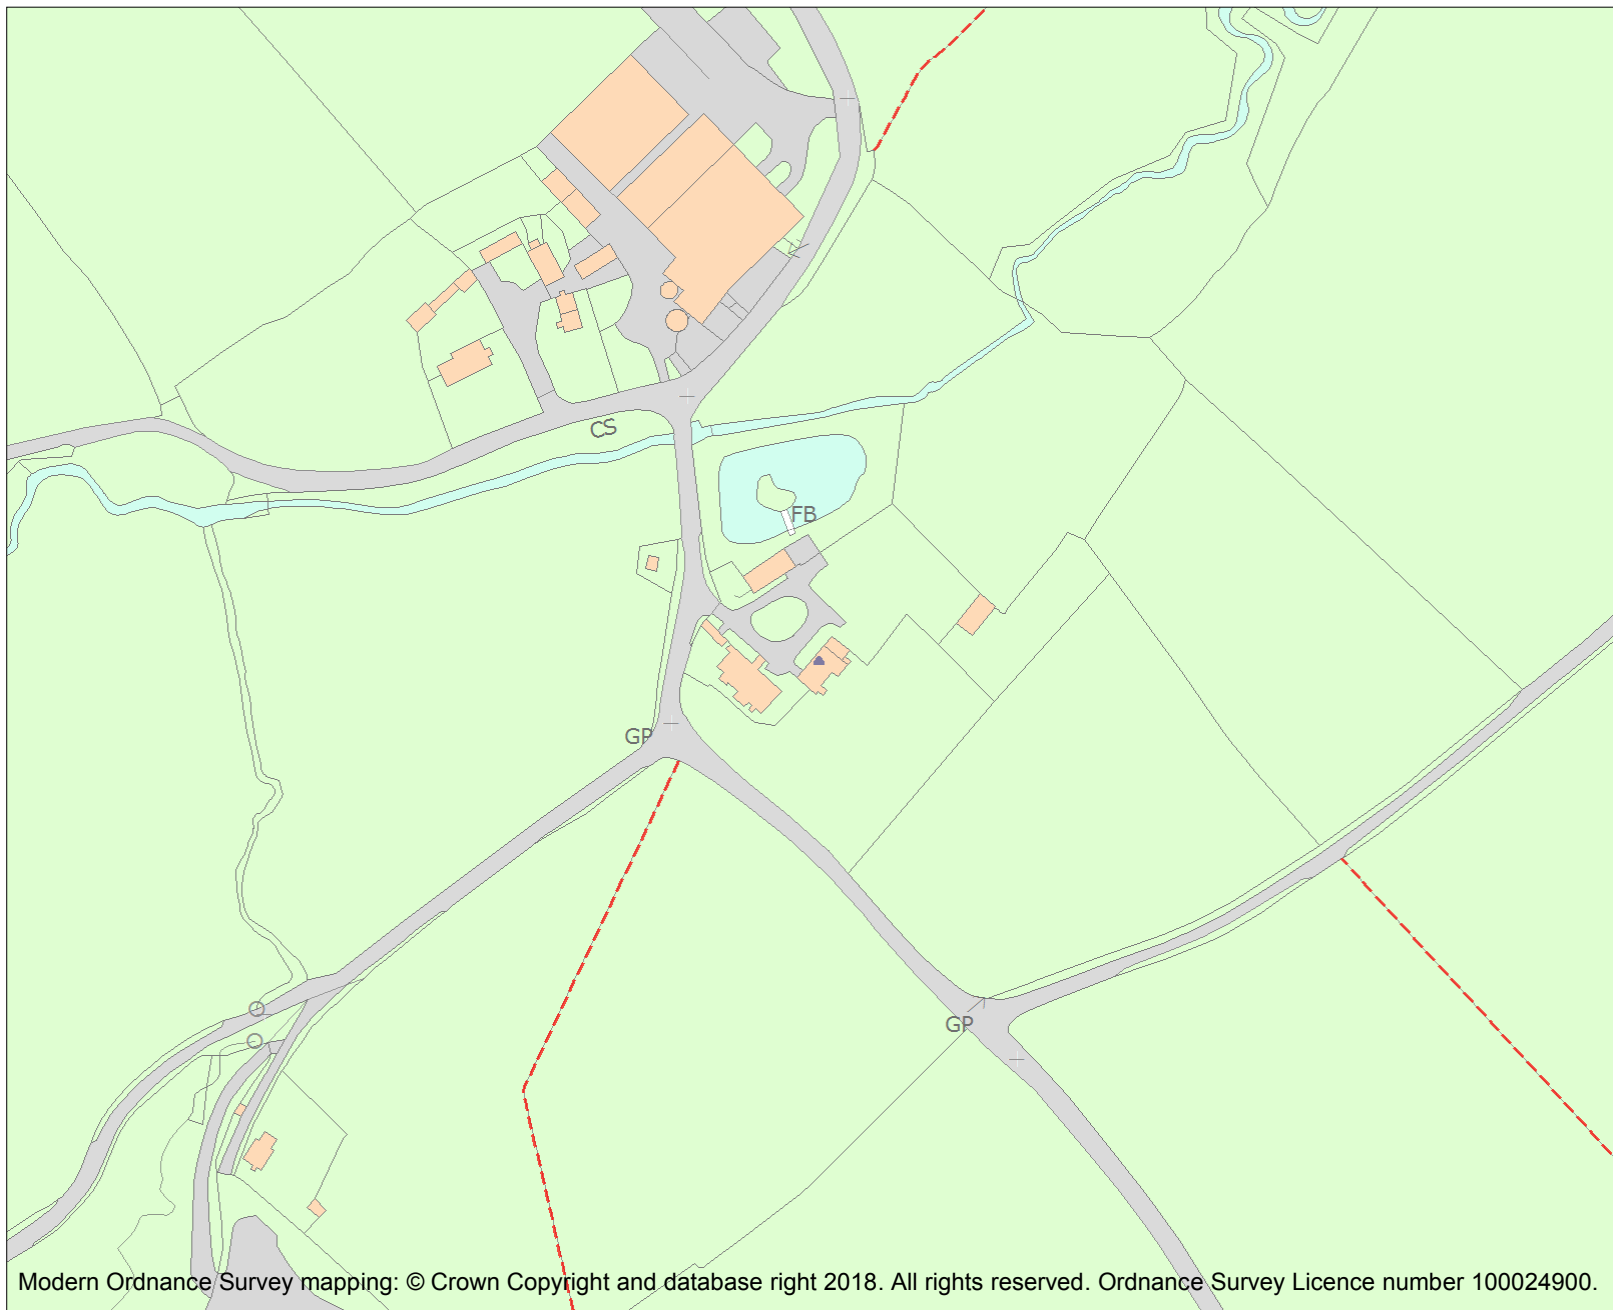 CS
FB
GP
GP
Modern Ordnance Survey mapping: © Crown Copyright and database right 2018. All rights reserved. Ordnance Survey Licence number 100024900.